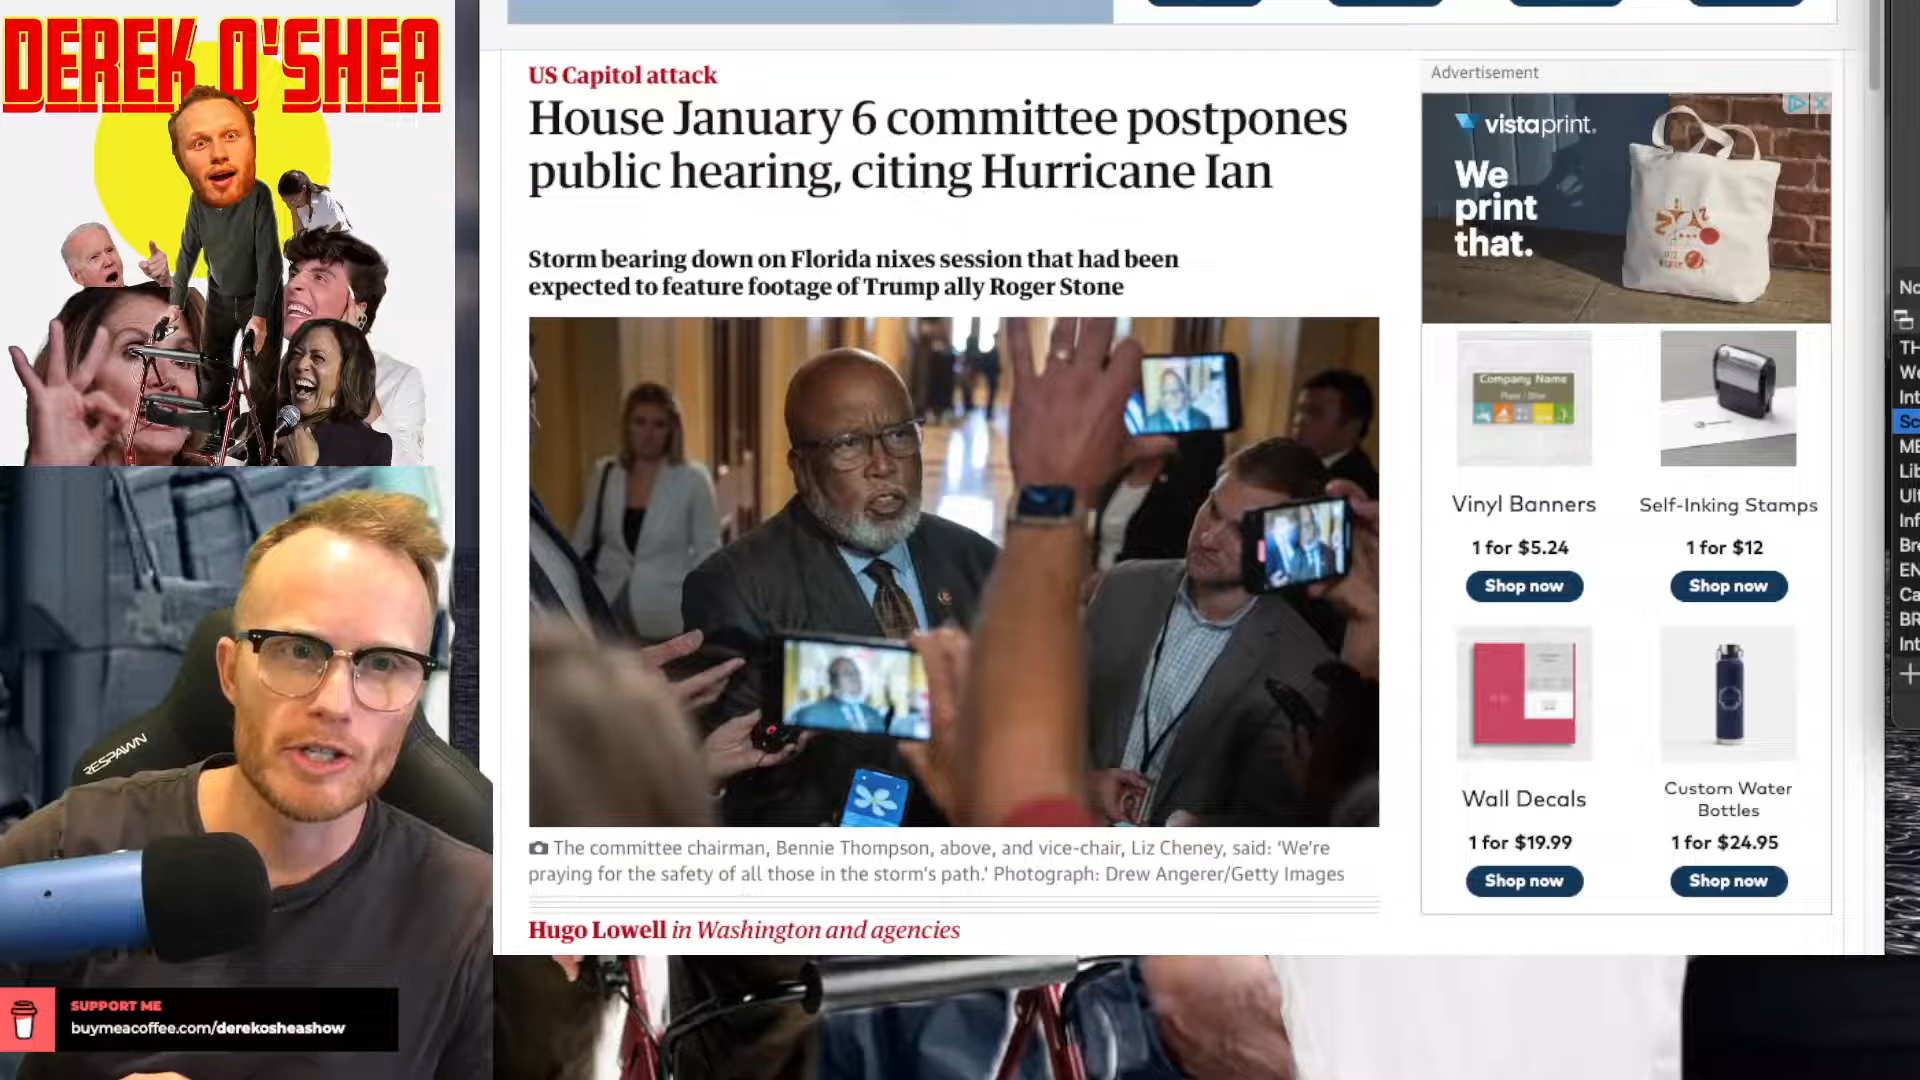 DEREK O'SHEA
US Capitol attack
House January 6 committee postpones
public hearing, citing Hurricane Ian
Storm bearing down on Florida nixes session that had been
expected to feature footage of Trump ally Roger Stone
The committee chairman, Bennie Thompson, above, and vice-chair, Liz Cheney, said: 'We're
praying for the safety of all those in the storm's path.' Photograph: Drew Angerer/Getty Images
Hugo Lowell in Washington and agencies
Advertisement
vistaprint.
We
print
that.
Company Name
Vinyl Banners
1 for $5.24
Shop now
Self-Inking Stamps
1 for $12
Shop now
Wall Decals
1 for $19.99
Shop now
Custom Water
Bottles
1 for $24.95
Shop now
RESPAWN
SUPPORT ME
buymeacoffee.com/derekosheashow